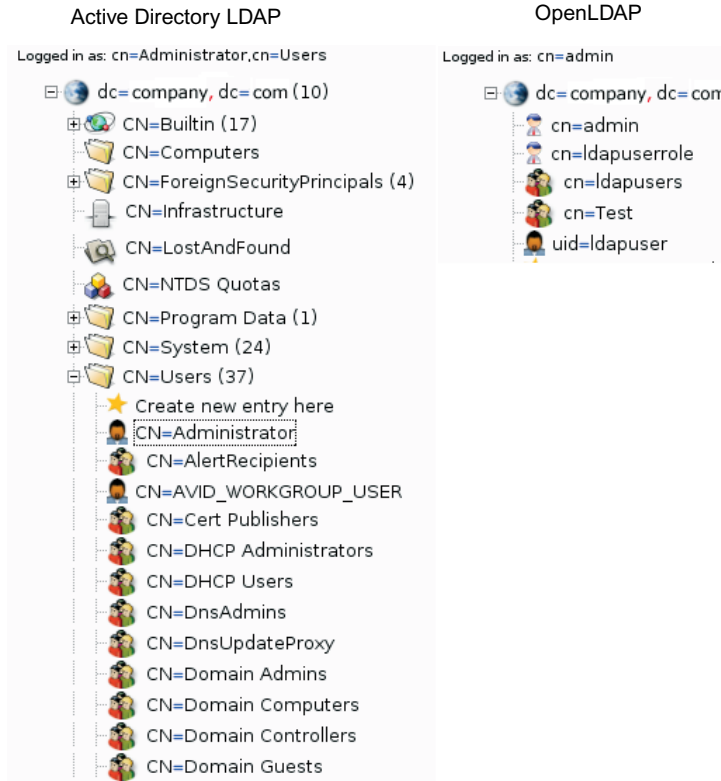 Active Directory LDAP
Logged in as: cn=Administrator,cn=Users
dc=company, dc=com (10)
CN=Builtin (17)
CN=Computers
CN=ForeignSecurityPrincipals (4)
CN=Infrastructure
CN=LostAndFound
CN=NTDS Quotas
CN=Program Data (1)
CN=System (24)
CN=Users (37)
Create new entry here
CN=Administrator
CN=AlertRecipients
CN=AVID_WORKGROUP_USER
CN=Cert Publishers
CN=DHCP Administrators
CN=DHCP Users
CN=DnsAdmins
CN=DnsUpdateProxy
CN=Domain Admins
CN=Domain Computers
CN=Domain Controllers
CN=Domain Guests
OpenLDAP
Logged in as: cn=admin
dc=company, dc=com
cn=admin
cn=ldapuserrole
cn=ldapusers
cn=Test
uid=ldapuser